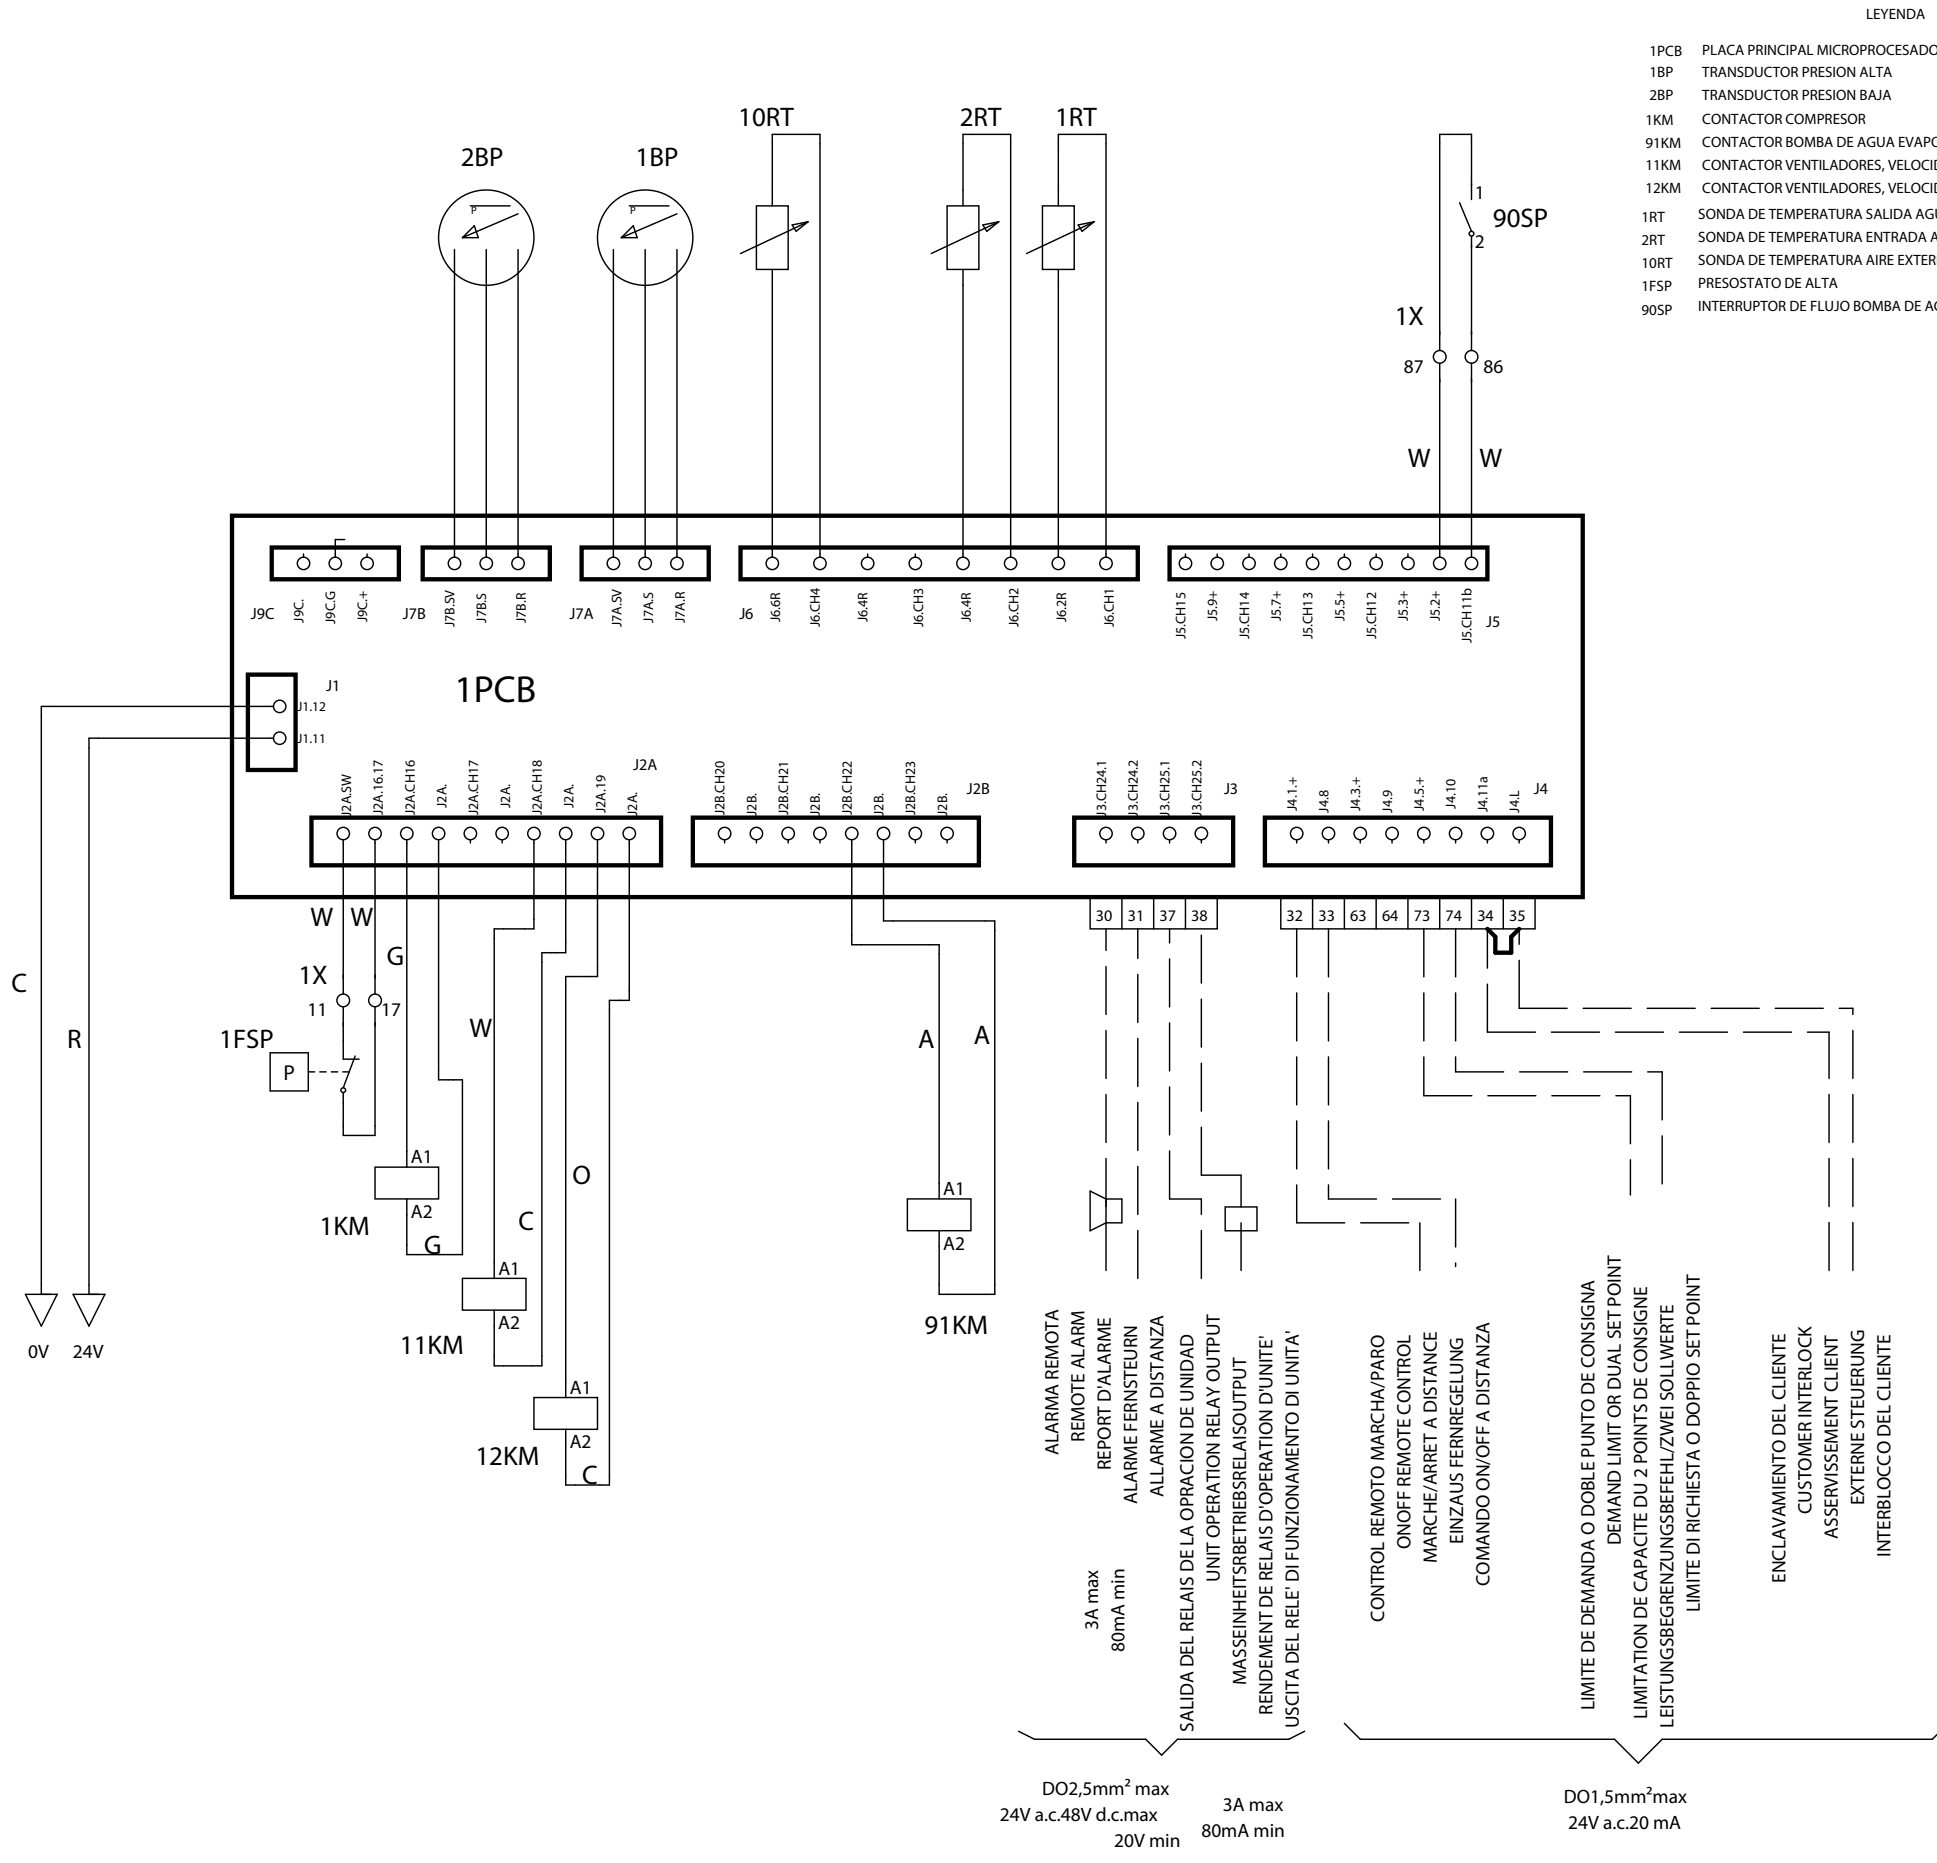 LEYENDA
1PCB PLACA PRINCIPAL MICROPROCESADO
1BP TRANSDUCTOR PRESION ALTA
2BP TRANSDUCTOR PRESION BAJA
1KM CONTACTOR COMPRESOR
91KM CONTACTOR BOMBA DE AGUA EVAPO
11KM CONTACTOR VENTILADORES, VELOCID
12KM CONTACTOR VENTILADORES, VELOCID
1RT SONDA DE TEMPERATURA SALIDA AGU
2RT SONDA DE TEMPERATURA ENTRADA A
10RT SONDA DE TEMPERATURA AIRE EXTER
1FSP PRESOSTATO DE ALTA
90SP INTERRUPTOR DE FLUJO BOMBA DE AG
10RT
2RT
1RT
2BP
1BP
P
P
1
90SP
2
1X
87
86
W
W
J9C
J9C.
J9C.G
J9C.+
J7B
J7B.SV
J7B.S
J7B.R
J7A
J7A.SV
J7A.S
J7A.R
J6
J6.6R
J6.CH4
J6.4R
J6.CH3
J6.4R
J6.CH2
J6.2R
J6.CH1
J5.CH15
J5.9+
J5.CH14
J5.7+
J5.CH13
J5.5+
J5.CH12
J5.3+
J5.2+
J5.CH11b
J5
J1
J1.12
J1.11
1PCB
J2A.SW
J2A.16.17
J2A.CH16
J2A.
J2A.CH17
J2A.
J2A.CH18
J2A.
J2A.19
J2A.
J2A
J2B.CH20
J2B.
J2B.CH21
J2B.
J2B.CH22
J2B.
J2B.CH23
J2B.
J2B
J3.CH24.1
J3.CH24.2
J3.CH25.1
J3.CH25.2
J3
J4.1.+
J4.8
J4.3.+
J4.9
J4.5.+
J4.10
J4.11a
J4.L
J4
30 31 37 38
32 33 63 64 73 74 34 35
W W
G
1X
11
17
C
R
W
A
A
1FSP
P
A1
A2
1KM
G
O
C
A1
A2
11KM
A1
A2
12KM
C
A1
A2
91KM
0V
24V
ALARMA REMOTA
REMOTE ALARM
REPORT D'ALARME
ALARME FERNSTEURN
ALLARME A DISTANZA
3A max
80mA min
SALIDA DEL RELAIS DE LA OPRACION DE UNIDAD
UNIT OPERATION RELAY OUTPUT
MASSEINHEITSRBETRIEBSRELAISOUTPUT
RENDEMENT DE RELAIS D'OPERATION D'UNITE'
USCITA DEL RELE' DI FUNZIONAMENTO DI UNITA'
CONTROL REMOTO MARCHA/PARO
ONOFF REMOTE CONTROL
MARCHE/ARRET A DISTANCE
EINZAUS FERNREGELUNG
COMANDO ON/OFF A DISTANZA
LIMITE DE DEMANDA O DOBLE PUNTO DE CONSIGNA
DEMAND LIMIT OR DUAL SET POINT
LIMITATION DE CAPACITE DU 2 POINTS DE CONSIGNE
LEISTUNGSBEGRENZUNGSBEFEHL/ZWEI SOLLWERTE
LIMITE DI RICHIESTA O DOPPIO SET POINT
ENCLAVAMIENTO DEL CLIENTE
CUSTOMER INTERLOCK
ASSERVISSEMENT CLIENT
EXTERNE STEUERUNG
INTERBLOCCO DEL CLIENTE
DO2,5mm² max
24V a.c.48V d.c.max
20V min
3A max
80mA min
DO1,5mm²max
24V a.c.20 mA